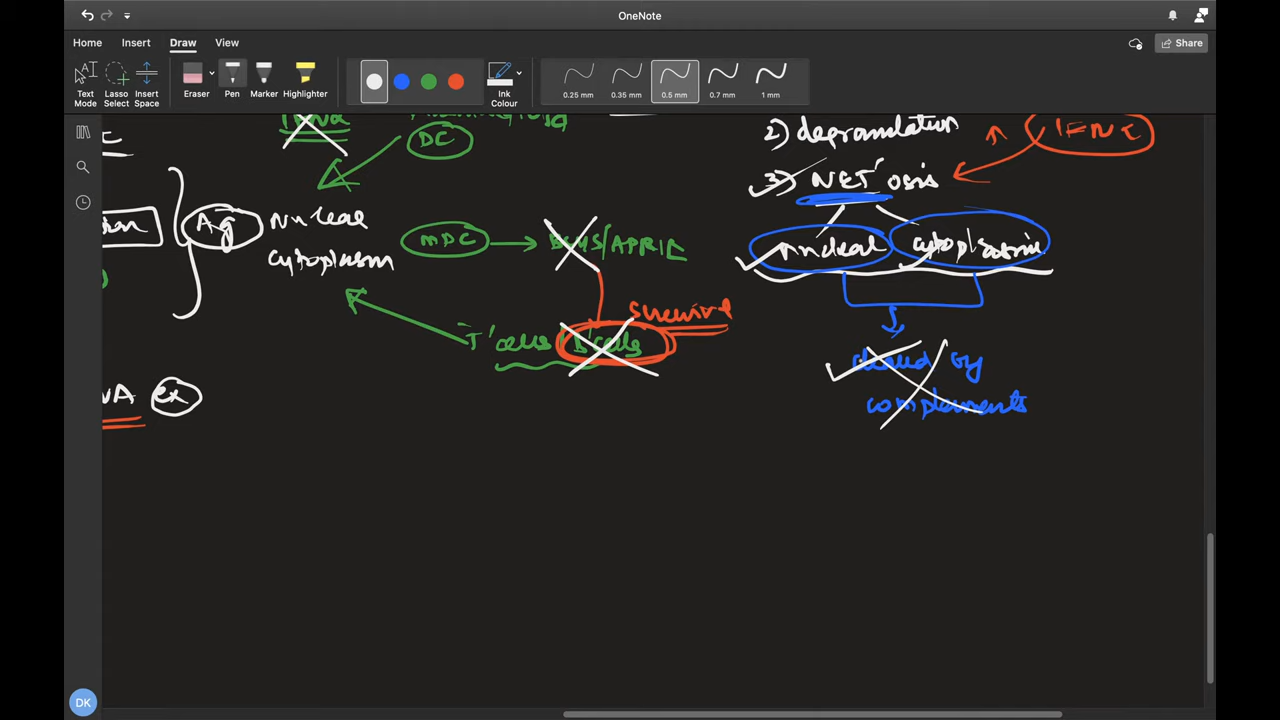 OneNote
Home Insert Draw View
Share
Text Mode
Lasso Select
Insert Space
Eraser
Pen
Marker
Highlighter
Ink Colour
0.25 mm
0.35 mm
0.5 mm
0.7 mm
1 mm
DC
Ag
Nuclear
cytoplasm
MDC
BLYS/APRIL
survival
T' cells
B' cells
ex
2) degranulation
IFN
3) NET' osis
nuclear
cytoplasmic
cleared by
complements
DK